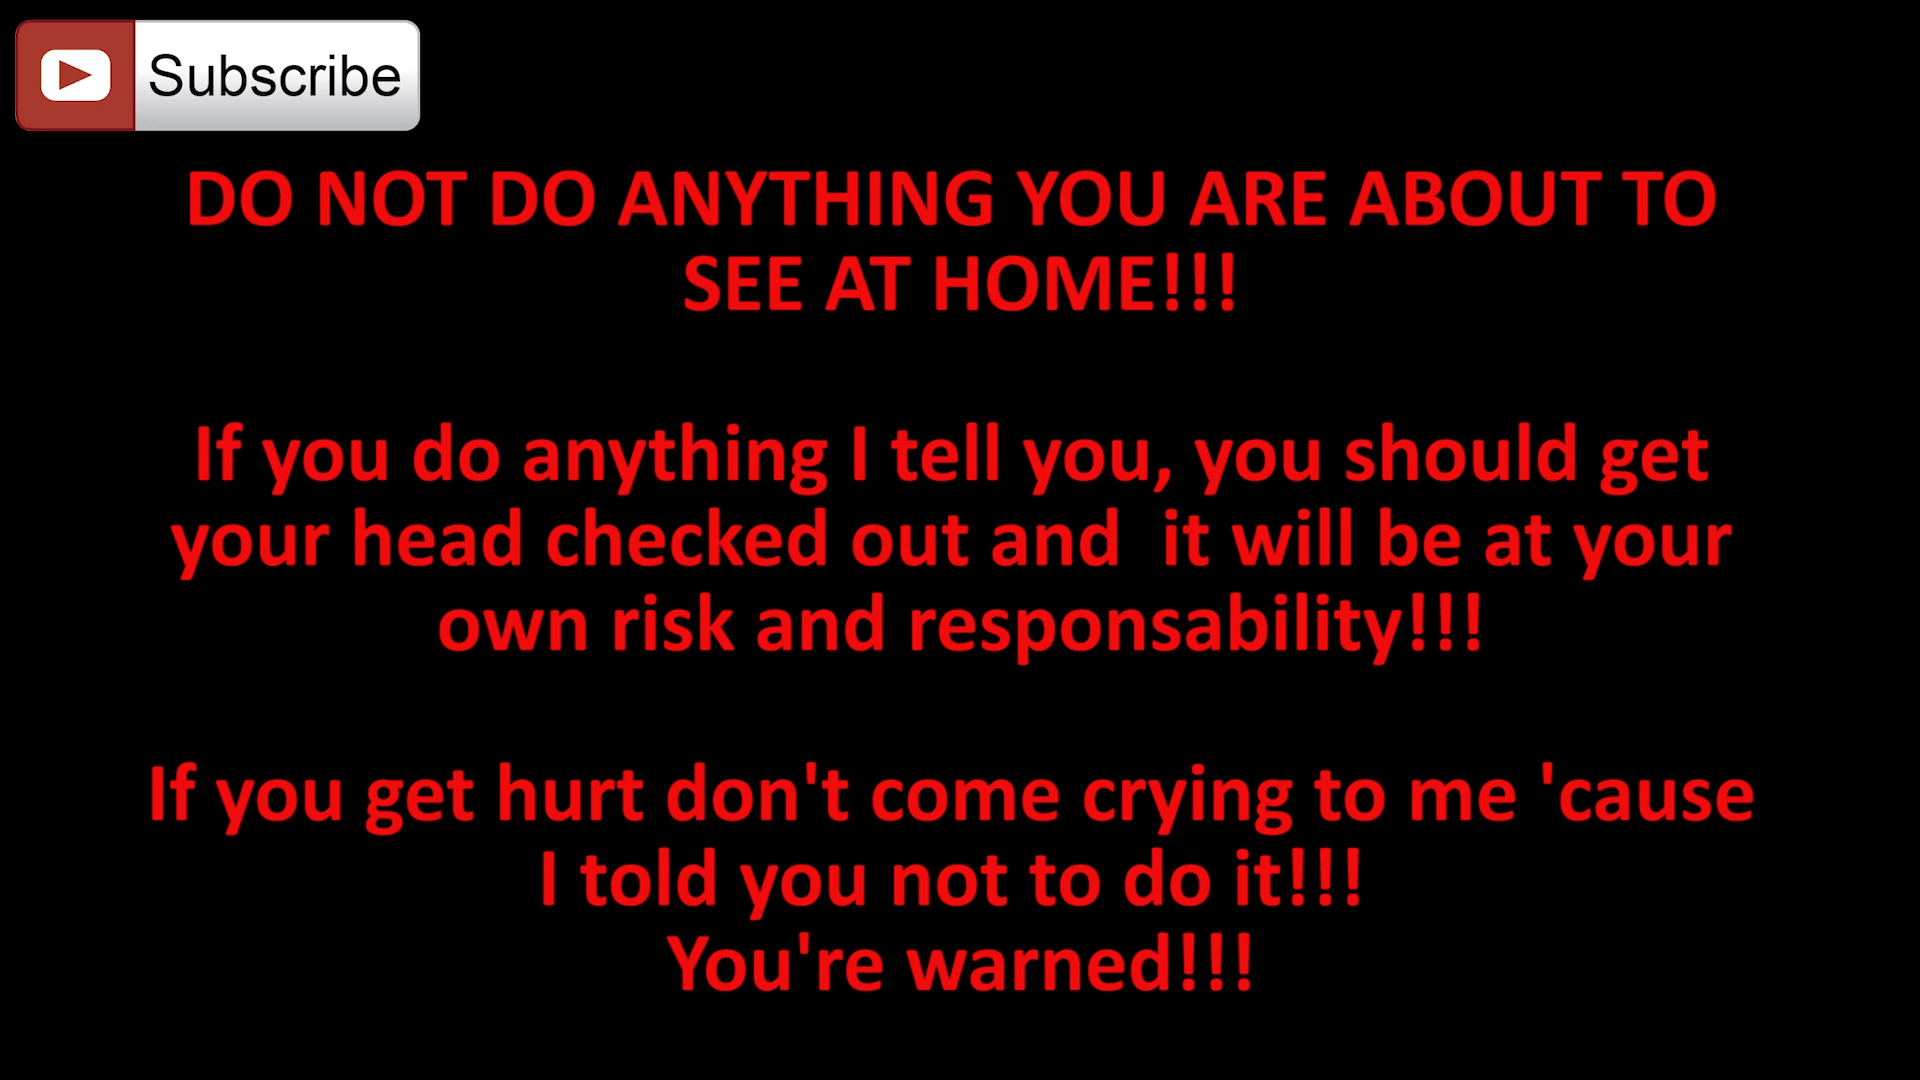 Subscribe
DO NOT DO ANYTHING YOU ARE ABOUT TO
SEE AT HOME!!!
If you do anything I tell you, you should get
your head checked out and  it will be at your
own risk and responsability!!!
If you get hurt don't come crying to me 'cause
I told you not to do it!!!
You're warned!!!